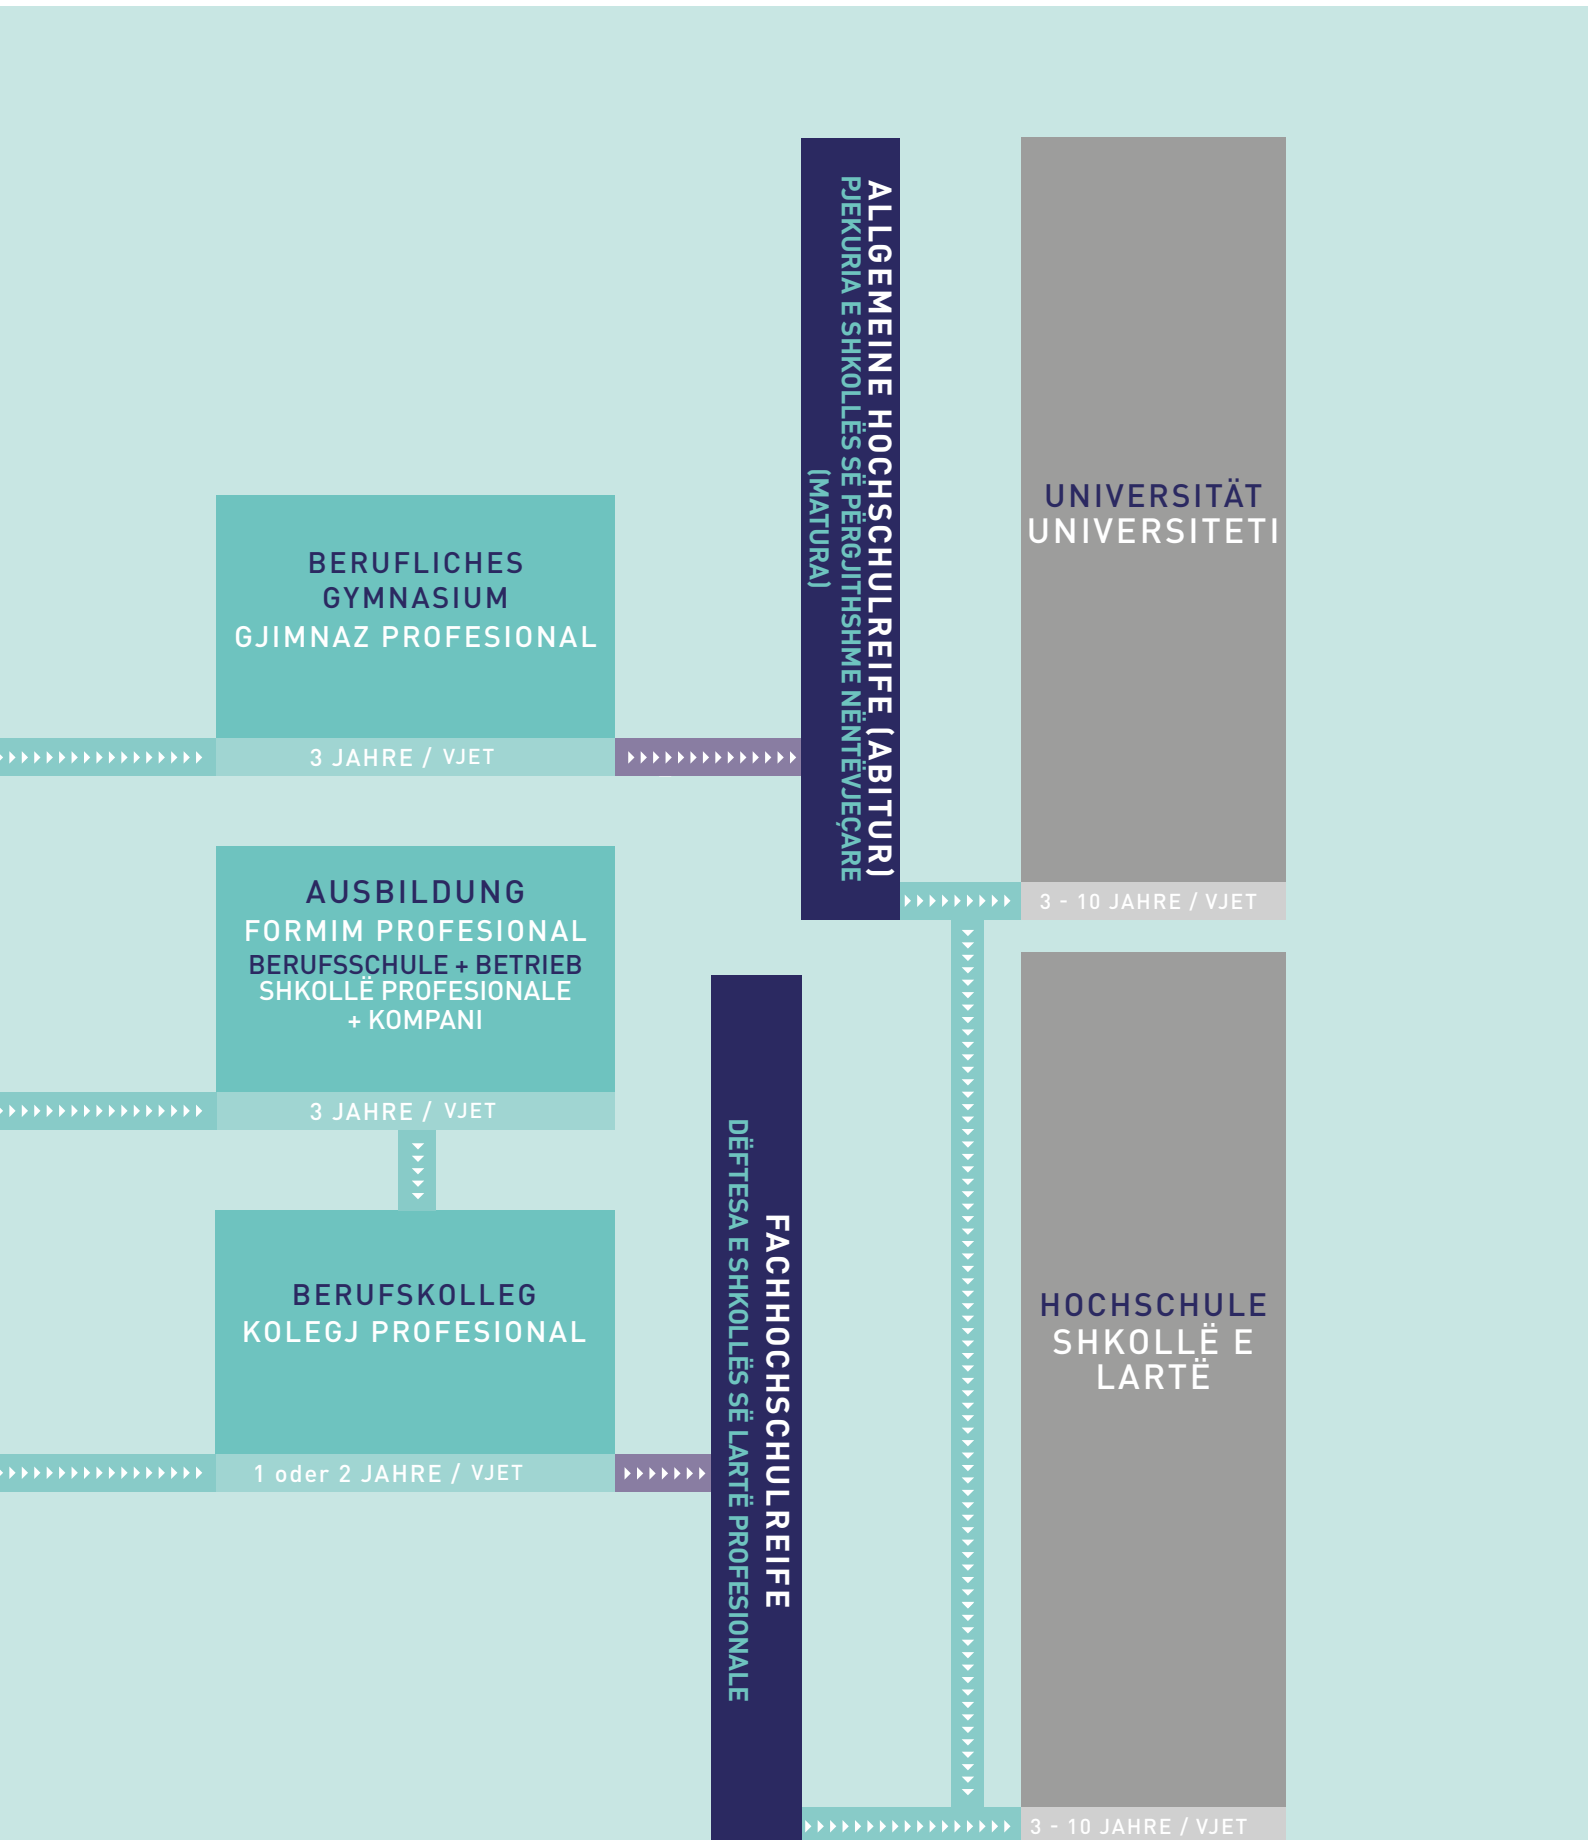 BERUFLICHES
GYMNASIUM
GJIMNAZ PROFESIONAL
3 JAHRE / VJET
AUSBILDUNG
FORMIM PROFESIONAL
BERUFSSCHULE + BETRIEB
SHKOLLË PROFESIONALE
+ KOMPANI
3 JAHRE / VJET
BERUFSKOLLEG
KOLEGJ PROFESIONAL
1 oder 2 JAHRE / VJET
ALLGEMEINE HOCHSCHULREIFE (ABITUR)
PJEKURIA E SHKOLLËS SË PËRGJITHSHME NËNTËVJEÇARE
(MATURA)
FACHHOCHSCHULREIFE
DËFTESA E SHKOLLËS SË LARTË PROFESIONALE
UNIVERSITÄT
UNIVERSITETI
3 - 10 JAHRE / VJET
HOCHSCHULE
SHKOLLË E
LARTË
3 - 10 JAHRE / VJET